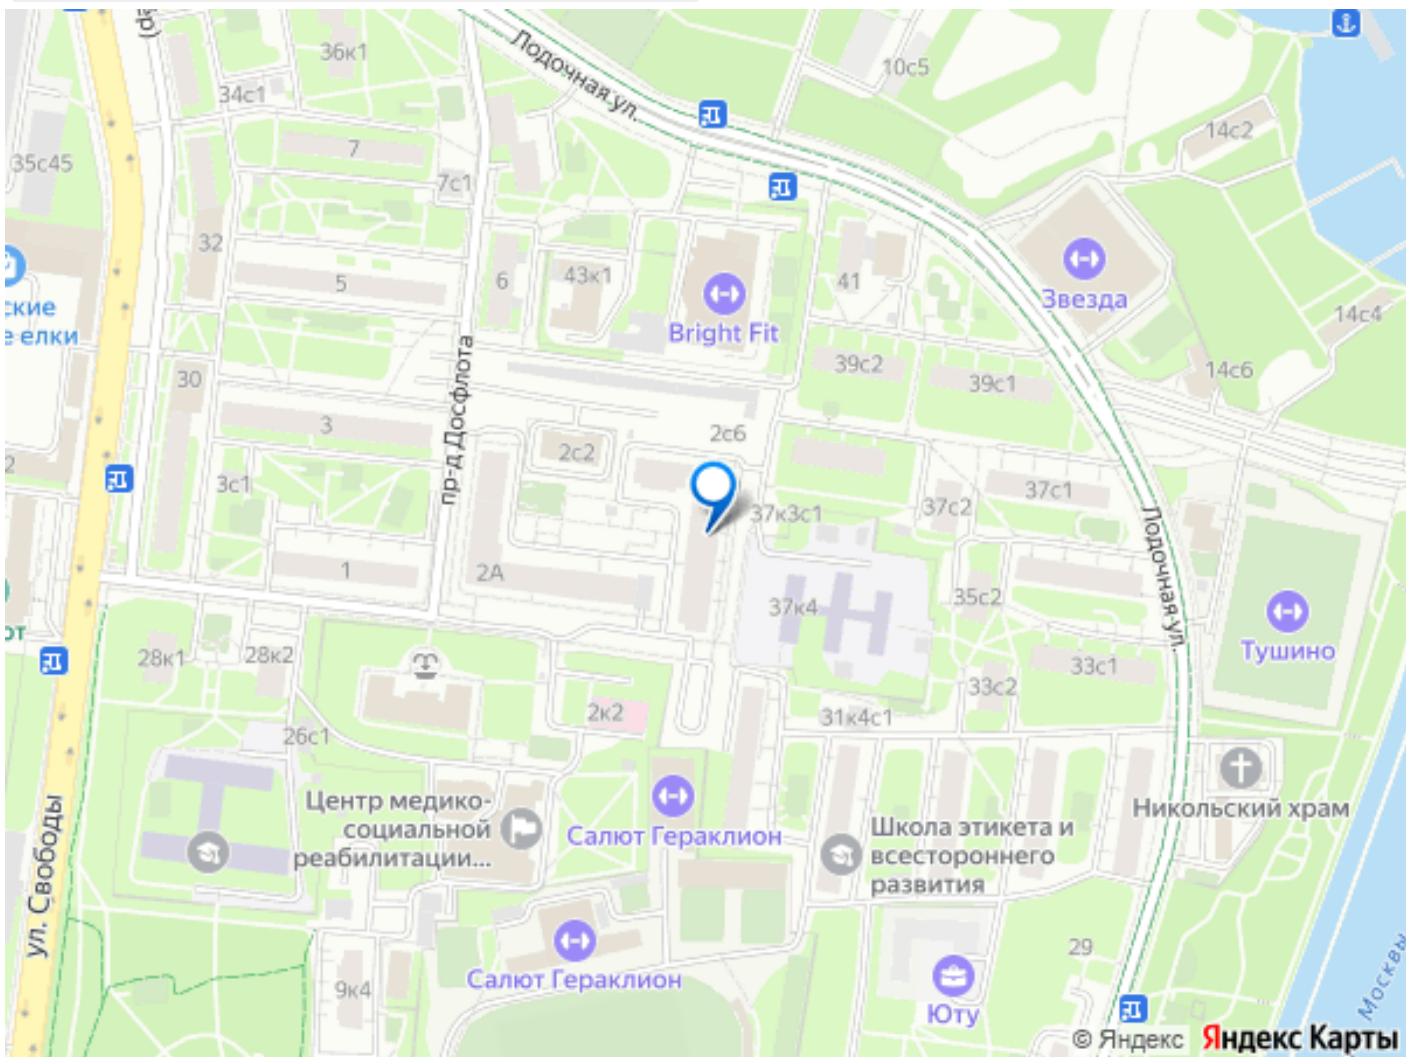 Лодочная ул.
36к1
10с5
34с1
14с2
7
35с45
7с1
32
6
43к1
41
5
Звезда
ские
е елки
Bright Fit
14с4
39с2
39с1
14с6
30
пр-д Досфлота
3
2с6
2с2
2
3с1
37с1
37с2
37к3с1
Лодочная ул.
1
2А
37к4
35с2
от
Тушино
28к1
28к2
33с1
33с2
2к2
31к4с1
26с1
Никольский храм
Центр медико-
социальной
реабилитации...
Салют Гераклион
Школа этикета и
всестороннего
развития
ул. Свободы
29
Салют Гераклион
9к4
Юту
Москвы
© Яндекс Яндекс Карты